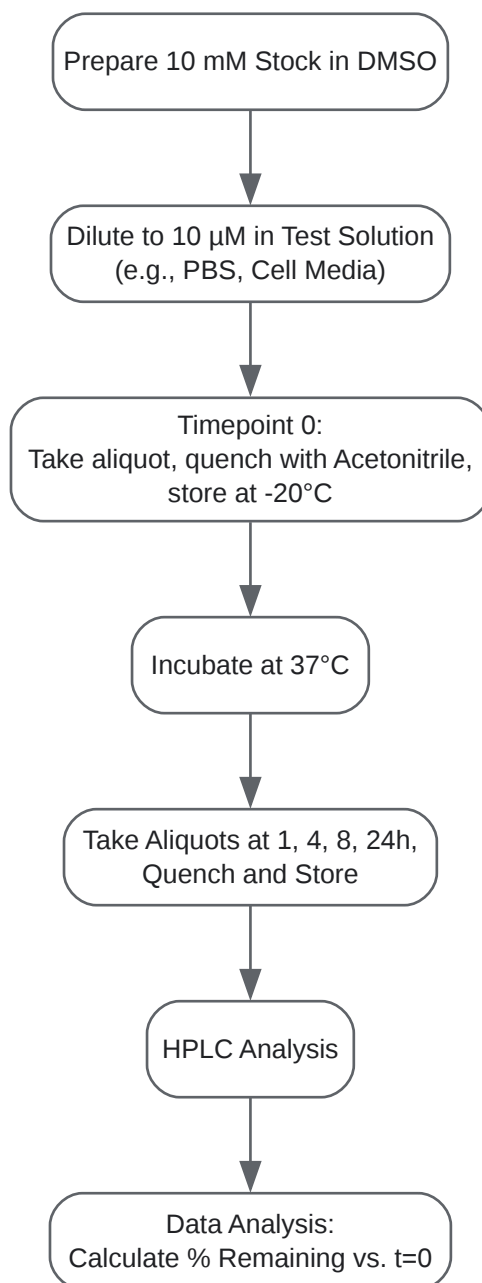 Prepare 10 mM Stock in DMSO
Dilute to 10 µM in Test Solution
(e.g., PBS, Cell Media)
Timepoint 0:
Take aliquot, quench with Acetonitrile,
store at -20°C
Incubate at 37°C
Take Aliquots at 1, 4, 8, 24h,
Quench and Store
HPLC Analysis
Data Analysis:
Calculate % Remaining vs. t=0